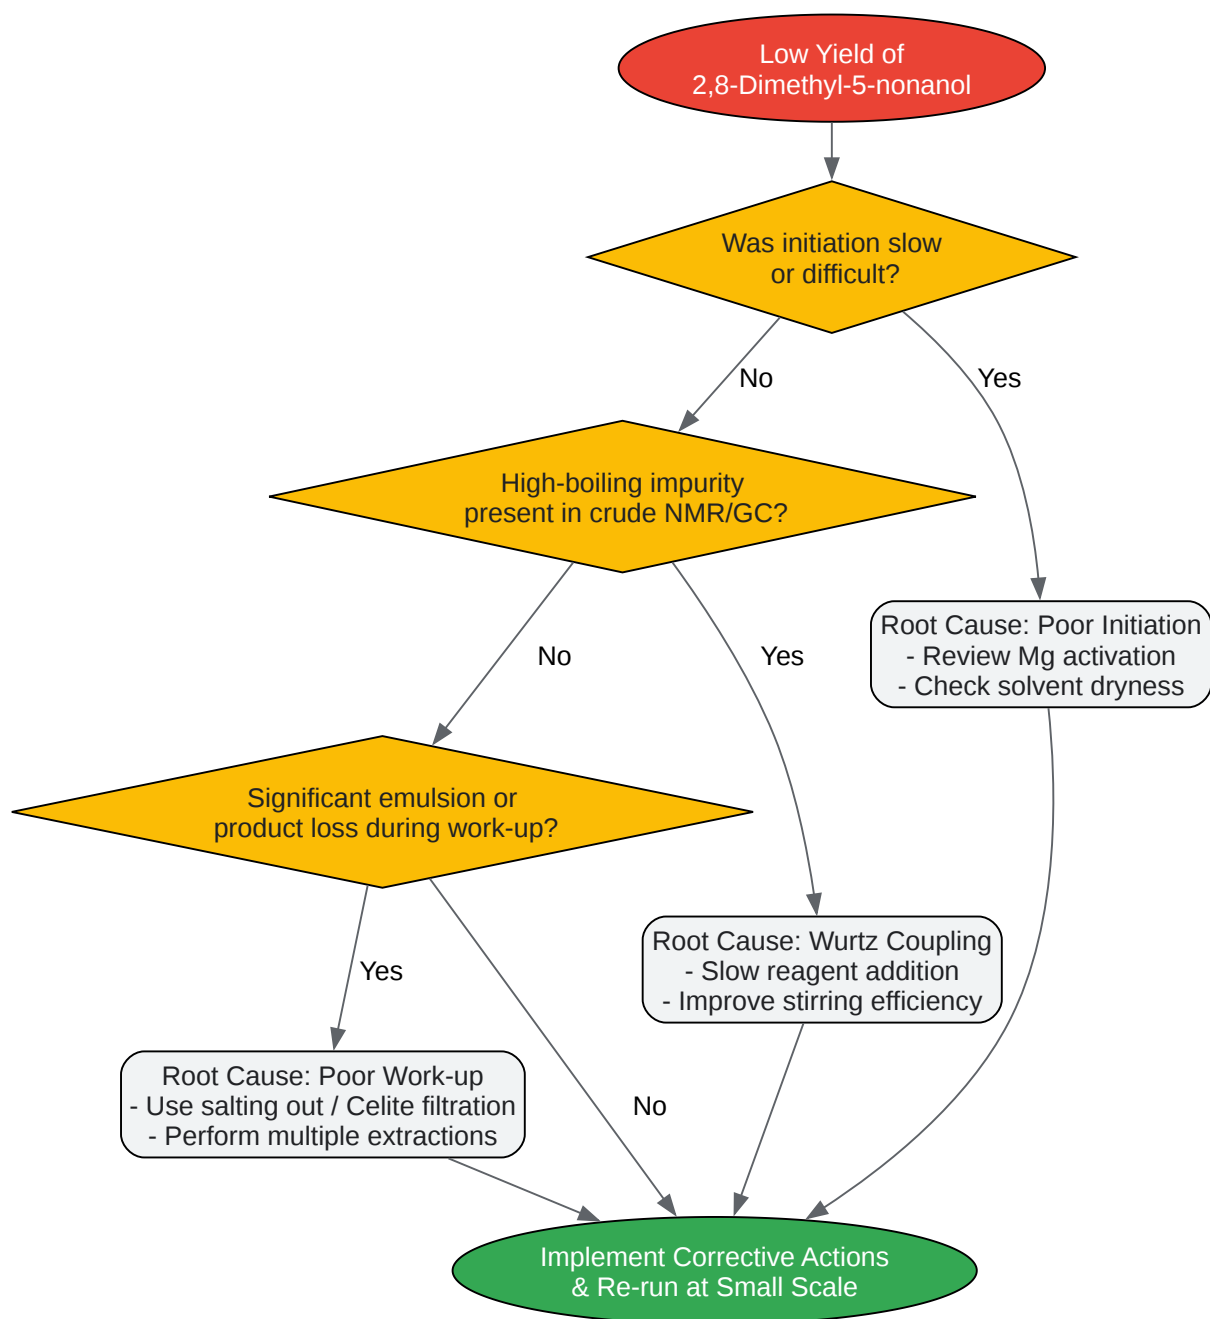 Low Yield of
2,8-Dimethyl-5-nonanol
Was initiation slow
or difficult?
No
Yes
High-boiling impurity
present in crude NMR/GC?
No
Yes
Root Cause: Poor Initiation
- Review Mg activation
- Check solvent dryness
Significant emulsion or
product loss during work-up?
Yes
No
Root Cause: Wurtz Coupling
- Slow reagent addition
- Improve stirring efficiency
Root Cause: Poor Work-up
- Use salting out / Celite filtration
- Perform multiple extractions
Implement Corrective Actions
& Re-run at Small Scale